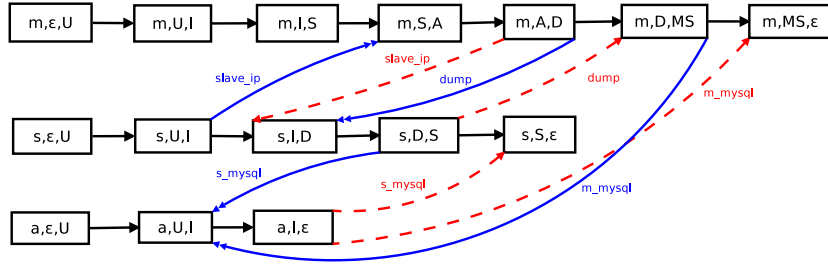 m,ε,U m,U,I m,I,S m,S,A m,A,D m,D,MS m,MS,ε
slave_ip slave_ip dump dump m_mysql
s,ε,U s,U,I s,I,D s,D,S s,S,ε
s_mysql s_mysql m_mysql
a,ε,U a,U,I a,I,ε